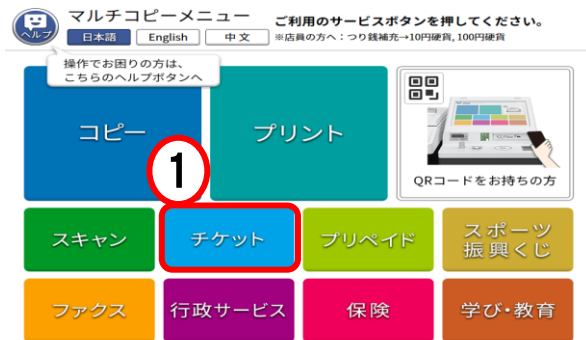 ヘルプ
マルチコピーメニュー
日本語 English 中文
ご利用のサービスボタンを押してください。
※店員の方へ：つり銭補充→10円硬貨, 100円硬貨
操作でお困りの方は、
こちらのヘルプボタンへ
コピー
プリント
QRコードをお持ちの方
1
スキャン
チケット
プリペイド
スポーツ
振興くじ
ファクス
行政サービス
保険
学び・教育